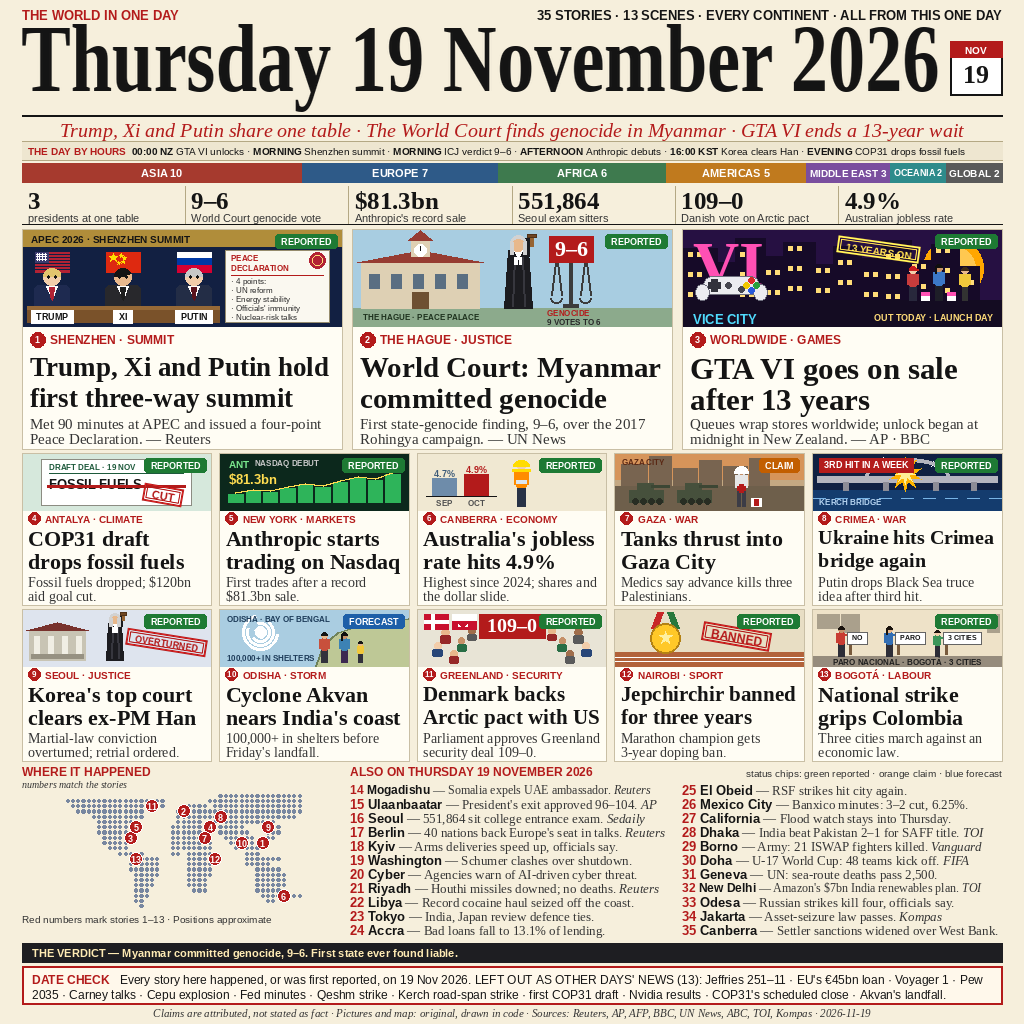 THE WORLD IN ONE DAY
35 STORIES · 13 SCENES · EVERY CONTINENT · ALL FROM THIS ONE DAY
Thursday 19 November 2026
NOV
19
Trump, Xi and Putin share one table · The World Court finds genocide in Myanmar · GTA VI ends a 13-year wait
THE DAY BY HOURS 00:00 NZ GTA VI unlocks · MORNING Shenzhen summit · MORNING ICJ verdict 9–6 · AFTERNOON Anthropic debuts · 16:00 KST Korea clears Han · EVENING COP31 drops fossil fuels
ASIA 10
EUROPE 7
AFRICA 6
AMERICAS 5
MIDDLE EAST 3
OCEANIA 2
GLOBAL 2
3
presidents at one table
9–6
World Court genocide vote
$81.3bn
Anthropic's record sale
551,864
Seoul exam sitters
109–0
Danish vote on Arctic pact
4.9%
Australian jobless rate
APEC 2026 · SHENZHEN SUMMIT
REPORTED
PEACE
DECLARATION
· 4 points:
· UN reform
· Energy stability
· Officials' immunity
· Nuclear-risk talks
TRUMP
XI
PUTIN
1 SHENZHEN · SUMMIT
Trump, Xi and Putin hold
first three-way summit
Met 90 minutes at APEC and issued a four-point
Peace Declaration. — Reuters
REPORTED
9–6
THE HAGUE · PEACE PALACE
GENOCIDE
9 VOTES TO 6
2 THE HAGUE · JUSTICE
World Court: Myanmar
committed genocide
First state-genocide finding, 9–6, over the 2017
Rohingya campaign. — UN News
VI
13 YEARS ON
REPORTED
VICE CITY
OUT TODAY · LAUNCH DAY
3 WORLDWIDE · GAMES
GTA VI goes on sale
after 13 years
Queues wrap stores worldwide; unlock began at
midnight in New Zealand. — AP · BBC
DRAFT DEAL · 19 NOV
REPORTED
FOSSIL FUELS
CUT
4 ANTALYA · CLIMATE
COP31 draft
drops fossil fuels
Fossil fuels dropped; $120bn
aid goal cut.
ANT NASDAQ DEBUT
REPORTED
$81.3bn
5 NEW YORK · MARKETS
Anthropic starts
trading on Nasdaq
First trades after a record
$81.3bn sale.
4.7%
4.9%
SEP
OCT
REPORTED
6 CANBERRA · ECONOMY
Australia's jobless
rate hits 4.9%
Highest since 2024; shares and
the dollar slide.
GAZA CITY
CLAIM
7 GAZA · WAR
Tanks thrust into
Gaza City
Medics say advance kills three
Palestinians.
3RD HIT IN A WEEK
REPORTED
KERCH BRIDGE
8 CRIMEA · WAR
Ukraine hits Crimea
bridge again
Putin drops Black Sea truce
idea after third hit.
REPORTED
OVERTURNED
9 SEOUL · JUSTICE
Korea's top court
clears ex-PM Han
Martial-law conviction
overturned; retrial ordered.
ODISHA · BAY OF BENGAL
FORECAST
100,000+ IN SHELTERS
10 ODISHA · STORM
Cyclone Akvan
nears India's coast
100,000+ in shelters before
Friday's landfall.
109–0
REPORTED
11 GREENLAND · SECURITY
Denmark backs
Arctic pact with US
Parliament approves Greenland
security deal 109–0.
REPORTED
BANNED
12 NAIROBI · SPORT
Jepchirchir banned
for three years
Marathon champion gets
3-year doping ban.
REPORTED
NO
PARO
3 CITIES
PARO NACIONAL · BOGOTÁ · 3 CITIES
13 BOGOTÁ · LABOUR
National strike
grips Colombia
Three cities march against an
economic law.
WHERE IT HAPPENED
numbers match the stories
11
2
8
5
4
9
3
7
10
1
13
12
6
Red numbers mark stories 1–13 · Positions approximate
ALSO ON THURSDAY 19 NOVEMBER 2026
status chips: green reported · orange claim · blue forecast
14 Mogadishu — Somalia expels UAE ambassador. Reuters
15 Ulaanbaatar — President's exit approved 96–104. AP
16 Seoul — 551,864 sit college entrance exam. Sedaily
17 Berlin — 40 nations back Europe's seat in talks. Reuters
18 Kyiv — Arms deliveries speed up, officials say.
19 Washington — Schumer clashes over shutdown.
20 Cyber — Agencies warn of AI-driven cyber threat.
21 Riyadh — Houthi missiles downed; no deaths. Reuters
22 Libya — Record cocaine haul seized off the coast.
23 Tokyo — India, Japan review defence ties.
24 Accra — Bad loans fall to 13.1% of lending.
25 El Obeid — RSF strikes hit city again.
26 Mexico City — Banxico minutes: 3–2 cut, 6.25%.
27 California — Flood watch stays into Thursday.
28 Dhaka — India beat Pakistan 2–1 for SAFF title. TOI
29 Borno — Army: 21 ISWAP fighters killed. Vanguard
30 Doha — U-17 World Cup: 48 teams kick off. FIFA
31 Geneva — UN: sea-route deaths pass 2,500.
32 New Delhi — Amazon's $7bn India renewables plan. TOI
33 Odesa — Russian strikes kill four, officials say.
34 Jakarta — Asset-seizure law passes. Kompas
35 Canberra — Settler sanctions widened over West Bank.
THE VERDICT — Myanmar committed genocide, 9–6. First state ever found liable.
DATE CHECK Every story here happened, or was first reported, on 19 Nov 2026. LEFT OUT AS OTHER DAYS' NEWS (13): Jeffries 251–11 · EU's €45bn loan · Voyager 1 · Pew
2035 · Carney talks · Cepu explosion · Fed minutes · Qeshm strike · Kerch road-span strike · first COP31 draft · Nvidia results · COP31's scheduled close · Akvan's landfall.
Claims are attributed, not stated as fact · Pictures and map: original, drawn in code · Sources: Reuters, AP, AFP, BBC, UN News, ABC, TOI, Kompas · 2026-11-19